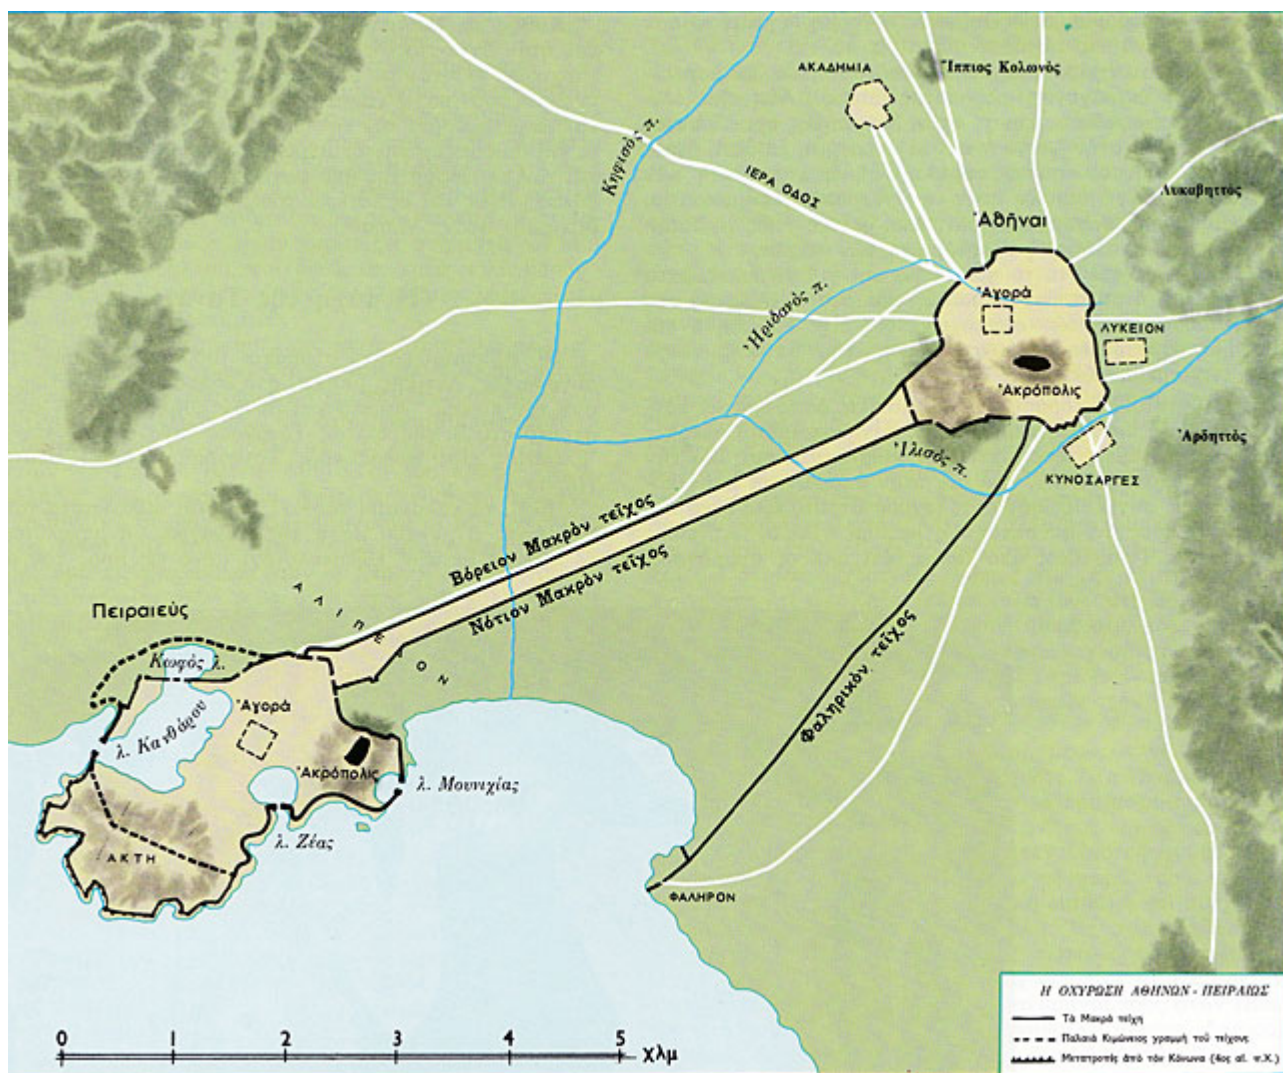 ΑΚΑΔΗΜΙΑ
Ἵππιος Κολωνός
Κηφισὸς π.
ΙΕΡΑ ΟΔΟΣ
Λυκαβηττός
Ἀθῆναι
Ἀγορά
Ἠριδανὸς π.
ΛΥΚΕΙΟΝ
Ἀκρόπολις
Ἀρδηττός
Ἰλισός π.
ΚΥΝΟΣΑΡΓΕΣ
Βόρειον Μακρὸν τεῖχος
Νότιον Μακρὸν τεῖχος
ΑΛΙΠΕΔΟΝ
Πειραιεύς
Φαληρικὸν τεῖχος
Κωφὸς λ.
Ἀγορά
λ. Κανθάρου
Ἀκρόπολις
λ. Μουνιχίας
λ. Ζέας
ΑΚΤΗ
ΦΑΛΗΡΟΝ
Η ΟΧΥΡΩΣΗ ΑΘΗΝΩΝ - ΠΕΙΡΑΙΩΣ
Τὰ Μακρὰ τείχη
Παλαιὰ Κιμώνειος γραμμὴ τοῦ τείχους
Μετατροπὲς ἀπὸ τὸν Κόνωνα (4ος αἰ. π.Χ.)
0 1 2 3 4 5 χλμ